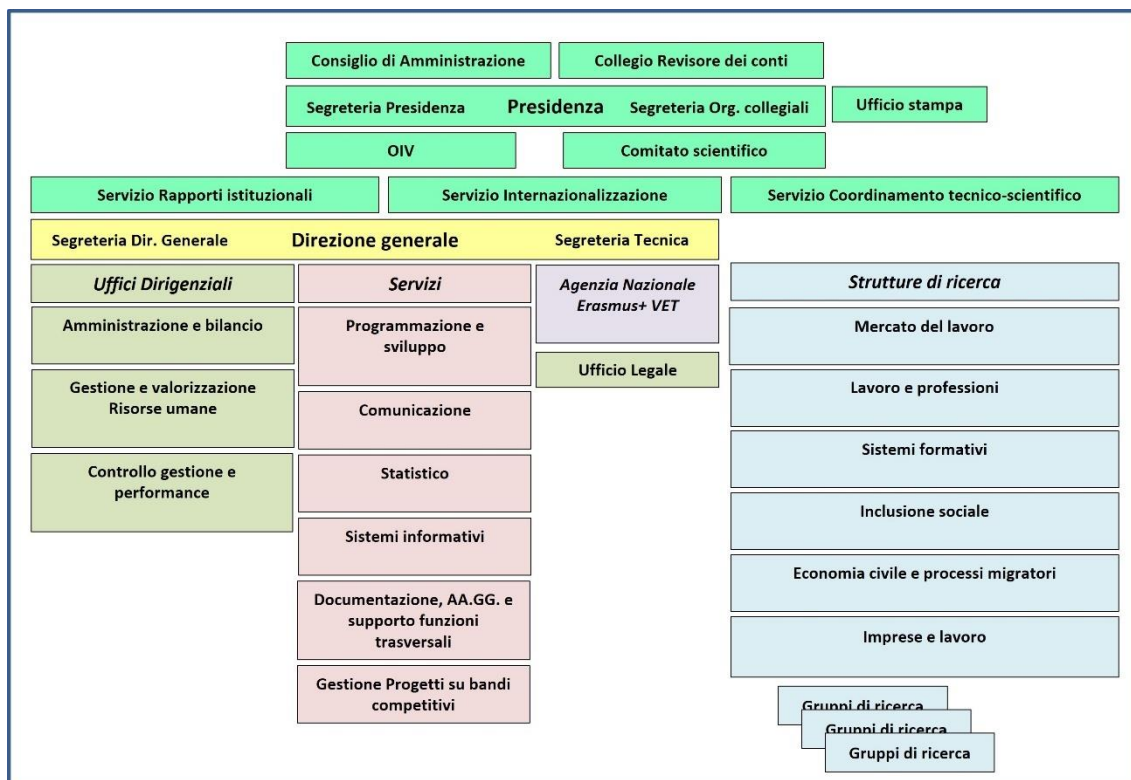 Consiglio di Amministrazione
Collegio Revisore dei conti
Segreteria Presidenza Presidenza Segreteria Org. collegiali
Ufficio stampa
OIV
Comitato scientifico
Servizio Rapporti istituzionali
Servizio Internazionalizzazione
Servizio Coordinamento tecnico-scientifico
Segreteria Dir. Generale Direzione generale Segreteria Tecnica
Uffici Dirigenziali
Amministrazione e bilancio
Gestione e valorizzazione
Risorse umane
Controllo gestione e
performance
Servizi
Programmazione e
sviluppo
Comunicazione
Statistico
Sistemi informativi
Documentazione, AA.GG. e
supporto funzioni
trasversali
Gestione Progetti su bandi
competitivi
Agenzia Nazionale
Erasmus+ VET
Ufficio Legale
Strutture di ricerca
Mercato del lavoro
Lavoro e professioni
Sistemi formativi
Inclusione sociale
Economia civile e processi migratori
Imprese e lavoro
Gruppi di ricerca
Gruppi di ricerca
Gruppi di ricerca